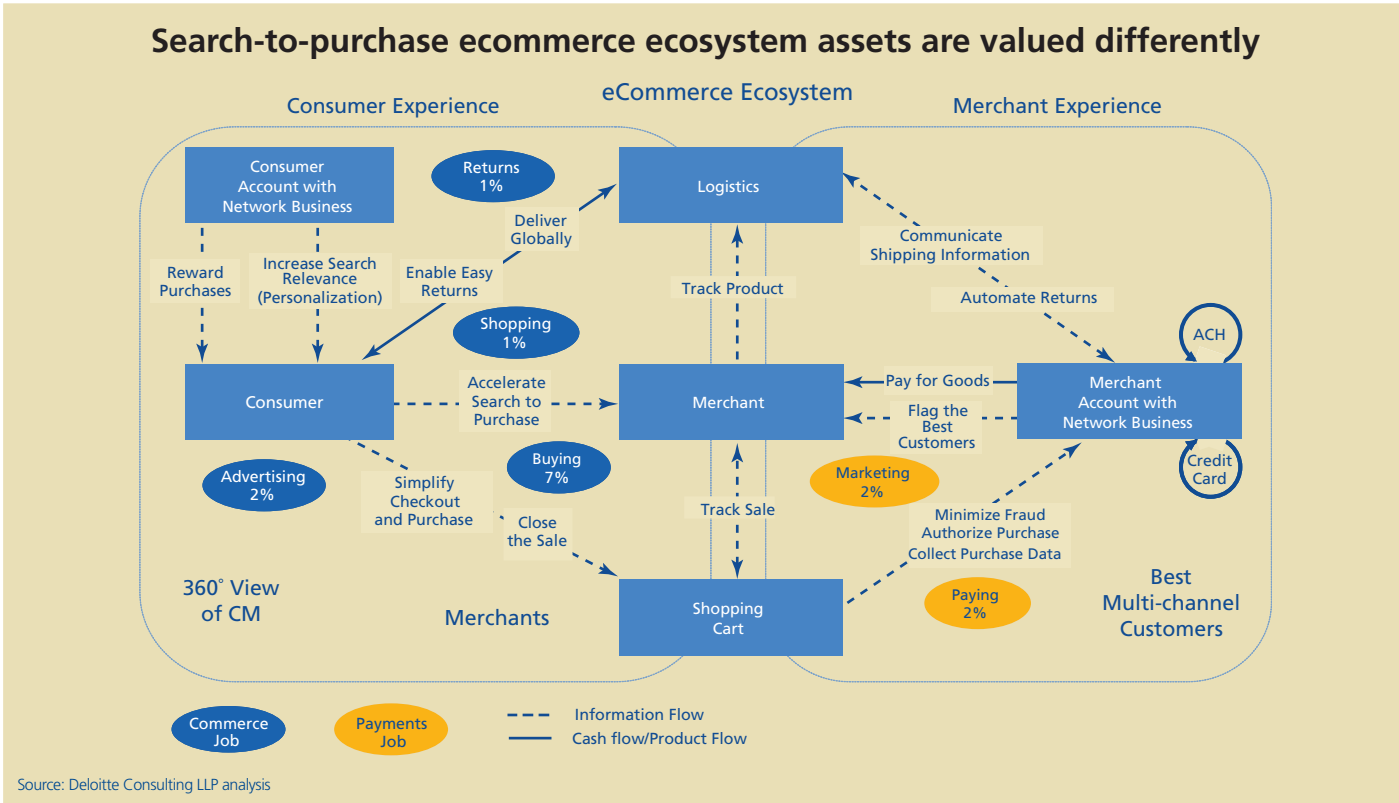 Search-to-purchase ecommerce ecosystem assets are valued differently
eCommerce Ecosystem
Consumer Experience
Merchant Experience
Consumer
Account with
Network Business
Returns
1%
Logistics
Deliver
Globally
Communicate
Shipping Information
Reward
Purchases
Increase Search
Relevance
(Personalization)
Enable Easy
Returns
Track Product
Automate Returns
Shopping
1%
ACH
Consumer
Accelerate
Search to
Purchase
Merchant
Pay for Goods
Flag the
Best
Customers
Merchant
Account with
Network Business
Advertising
2%
Buying
7%
Marketing
2%
Credit
Card
Simplify
Checkout
and Purchase
Close
the Sale
Track Sale
Minimize Fraud
Authorize Purchase
Collect Purchase Data
360° View
of CM
Merchants
Shopping
Cart
Paying
2%
Best
Multi-channel
Customers
Commerce
Job
Payments
Job
Information Flow
Cash flow/Product Flow
Source: Deloitte Consulting LLP analysis